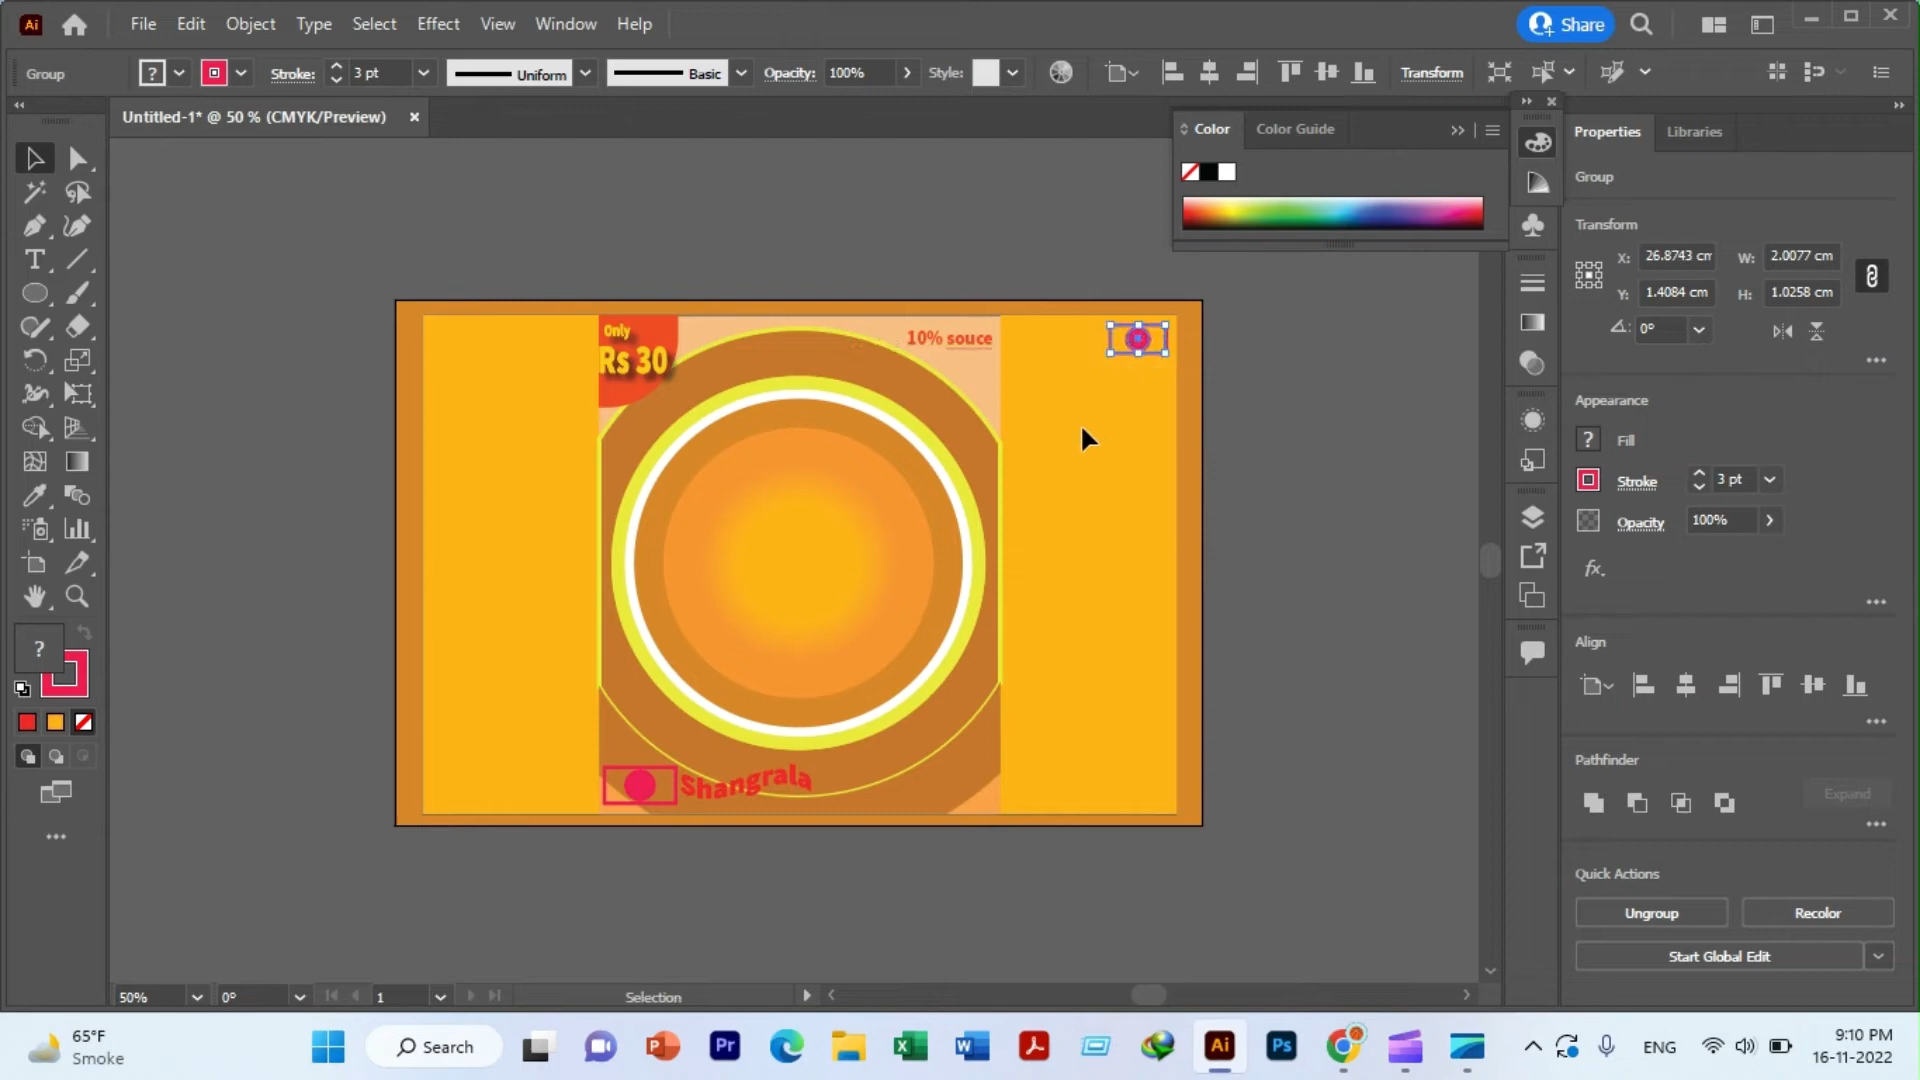 Ai File Edit Object Type Select Effect View Window Help Share
Group ? Stroke: 3 pt Uniform Basic Opacity: 100% Style: Transform
Untitled-1* @ 50 % (CMYK/Preview)
Color Color Guide
Properties Libraries
Group
Transform
X: 26.8743 cm W: 2.0077 cm
Y: 1.4084 cm H: 1.0258 cm
0°
Appearance
? Fill
Stroke 3 pt
Opacity 100%
fx.
Align
Pathfinder
Expand
Quick Actions
Ungroup Recolor
Start Global Edit
Only
Rs 30
10% souce
Shangrala
?
50% 0° 1 Selection
65°F
Smoke
Search
Pr
Ai
Ps
ENG
9:10 PM
16-11-2022